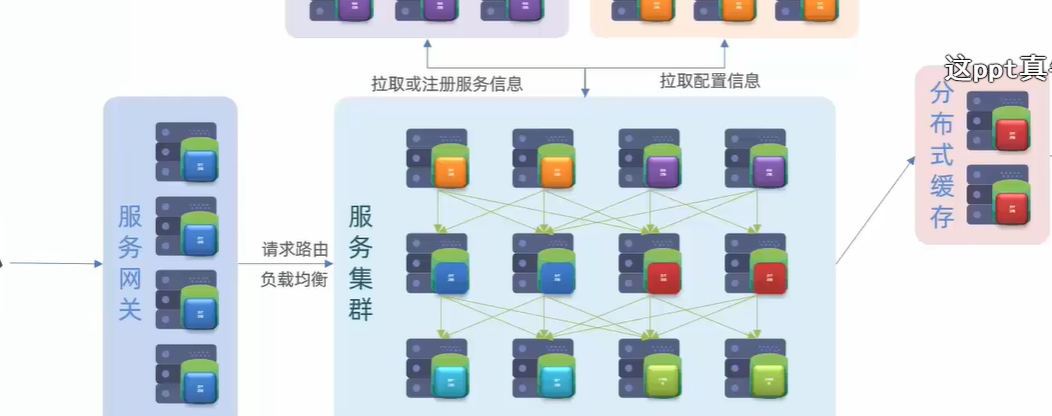 拉取或注册服务信息
拉取配置信息
这ppt真
分布式缓存
服务网关
请求路由
负载均衡
服务集群